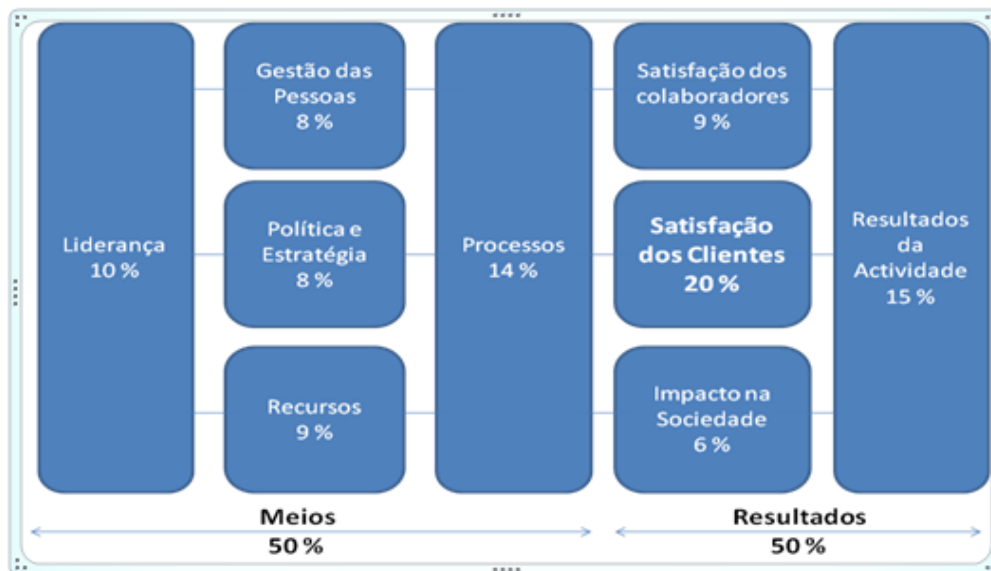 Liderança
10 %
Gestão das
Pessoas
8 %
Política e
Estratégia
8 %
Recursos
9 %
Processos
14 %
Satisfação dos
colaboradores
9 %
Satisfação
dos Clientes
20 %
Impacto na
Sociedade
6 %
Resultados
da
Actividade
15 %
Meios
50 %
Resultados
50 %